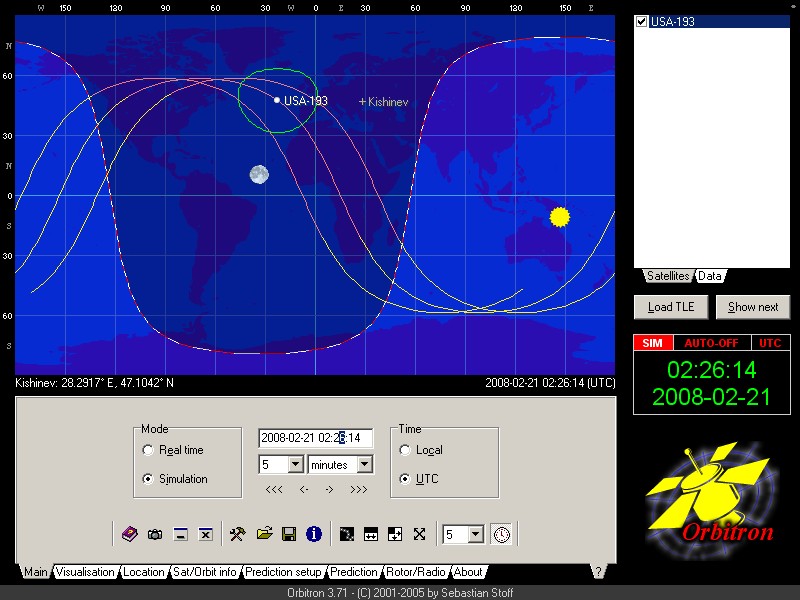 W 150 120 90 60 30 W 0 E 30 60 90 120 150 E
USA-193
N
60
USA-193
Kishinev
30
N
0
S
30
60
S
Satellites Data
Load TLE Show next
SIM AUTO-OFF UTC
02:26:14
2008-02-21
Kishinev: 28.2917° E, 47.1042° N 2008-02-21 02:26:14 (UTC)
Mode Time
2008-02-21 02:26:14
Real time Local
5 minutes
Simulation UTC
<<< <- -> >>>
Orbitron
5
Main Visualisation Location Sat/Orbit info Prediction setup Prediction Rotor/Radio About ?
Orbitron 3.71 - (C) 2001-2005 by Sebastian Stoff